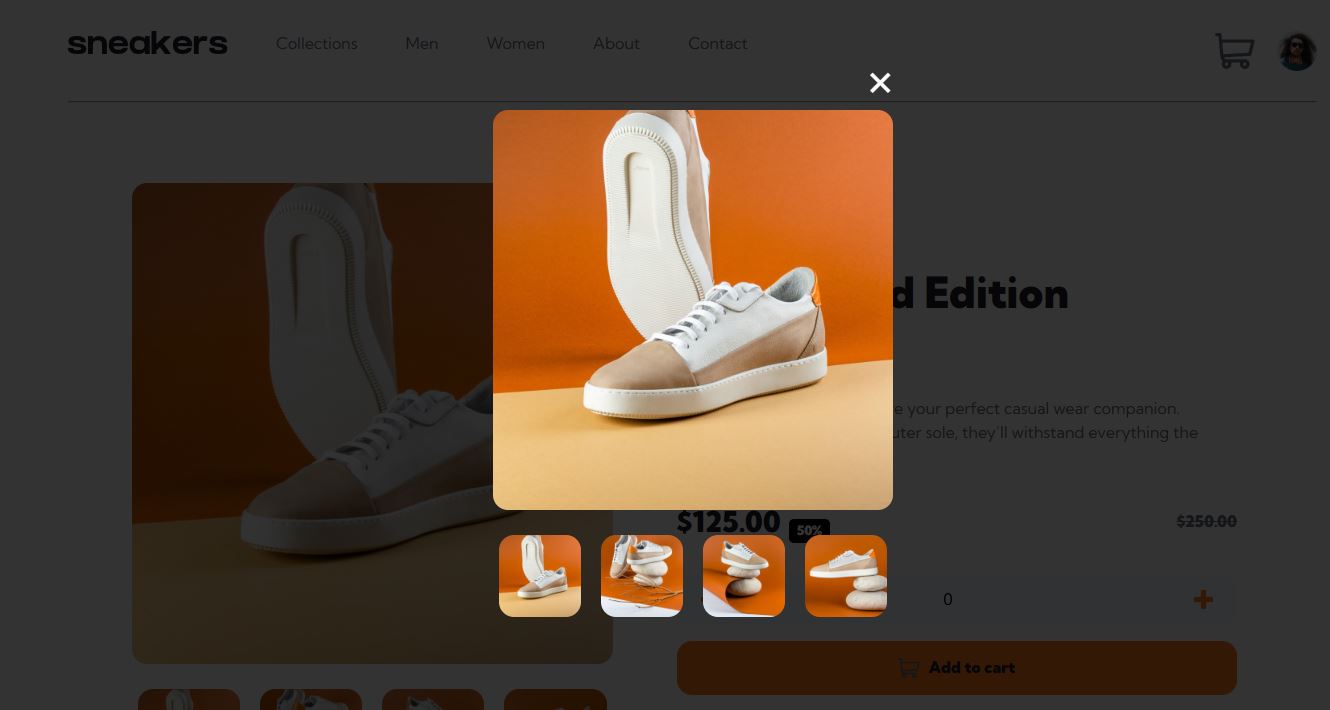 sneakers
Collections
Men
Women
About
Contact
d Edition
e your perfect casual wear companion.
uter sole, they'll withstand everything the
$125.00
50%
$250.00
0
Add to cart